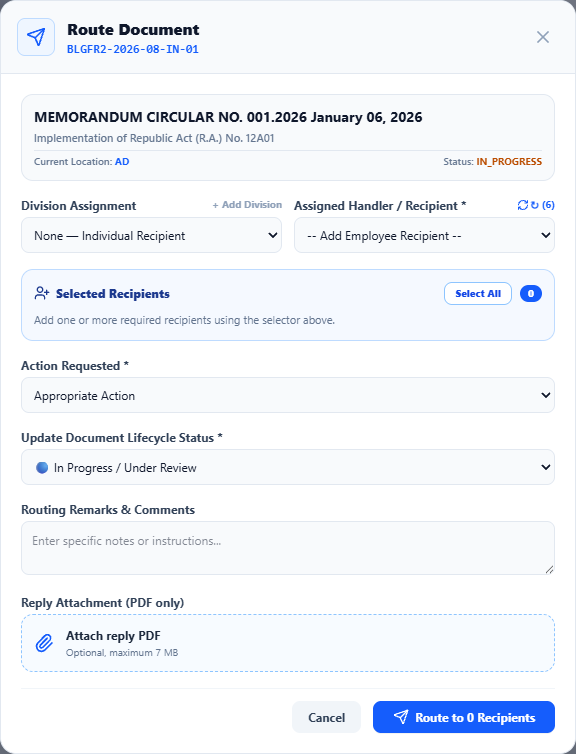 Route Document
BLGFR2-2026-08-IN-01
MEMORANDUM CIRCULAR NO. 001.2026 January 06, 2026
Implementation of Republic Act (R.A.) No. 12A01
Current Location: AD
Status: IN_PROGRESS
Division Assignment
+ Add Division
Assigned Handler / Recipient *
↻ (6)
None — Individual Recipient
-- Add Employee Recipient --
Selected Recipients
Select All
0
Add one or more required recipients using the selector above.
Action Requested *
Appropriate Action
Update Document Lifecycle Status *
In Progress / Under Review
Routing Remarks & Comments
Enter specific notes or instructions...
Reply Attachment (PDF only)
Attach reply PDF
Optional, maximum 7 MB
Cancel
Route to 0 Recipients